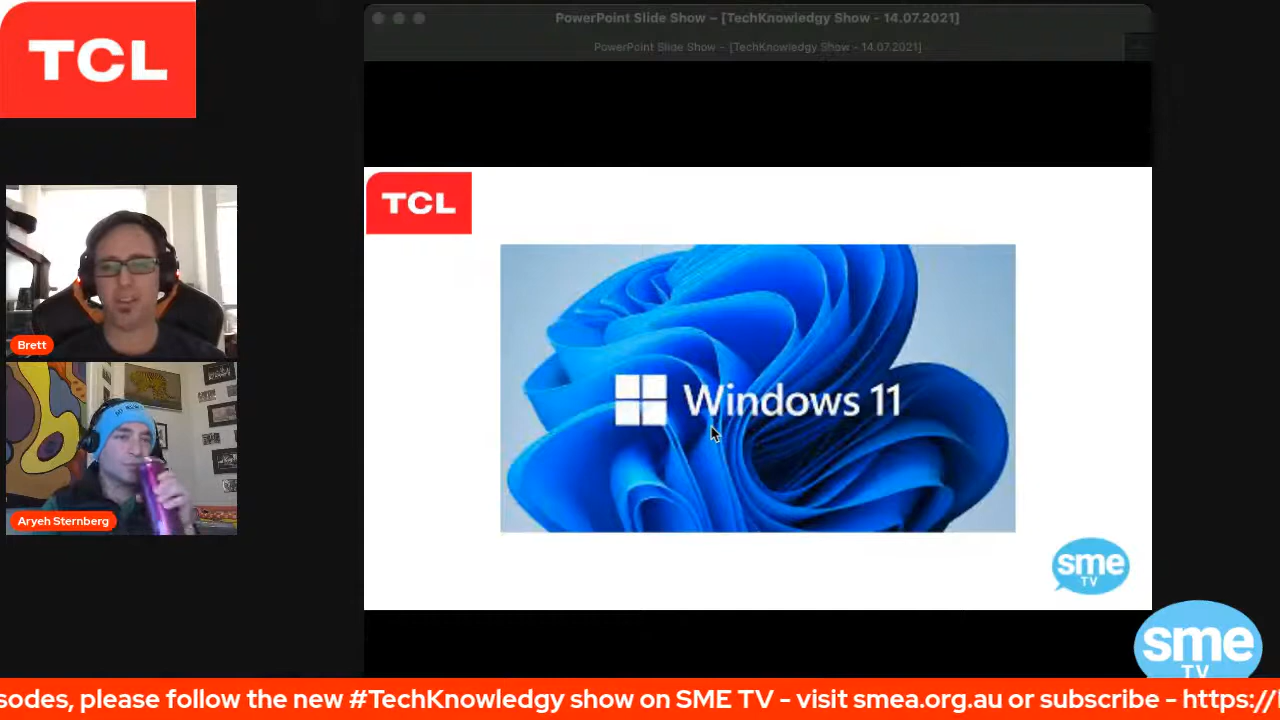 TCL
PowerPoint Slide Show – [TechKnowledgy Show - 14.07.2021]
PowerPoint Slide Show – [TechKnowledgy Show - 14.07.2021]
TCL
Windows 11
Brett
Aryeh Sternberg
sme
TV
sme
TV
sodes, please follow the new #TechKnowledgy show on SME TV - visit smea.org.au or subscribe - https://